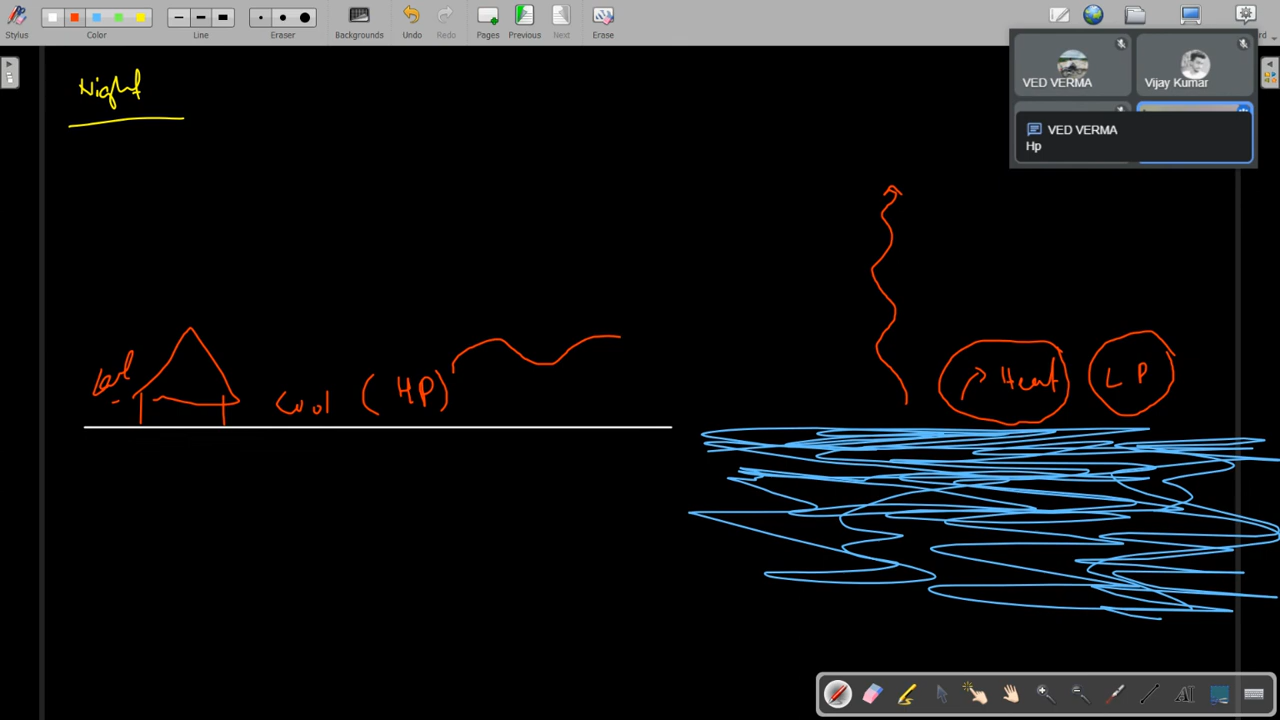 Stylus
Color
Line
Eraser
Backgrounds
Undo
Redo
Pages
Previous
Next
Erase
Night
VED VERMA
Vijay Kumar
VED VERMA
Hp
Cool (HP)
Heat
LP